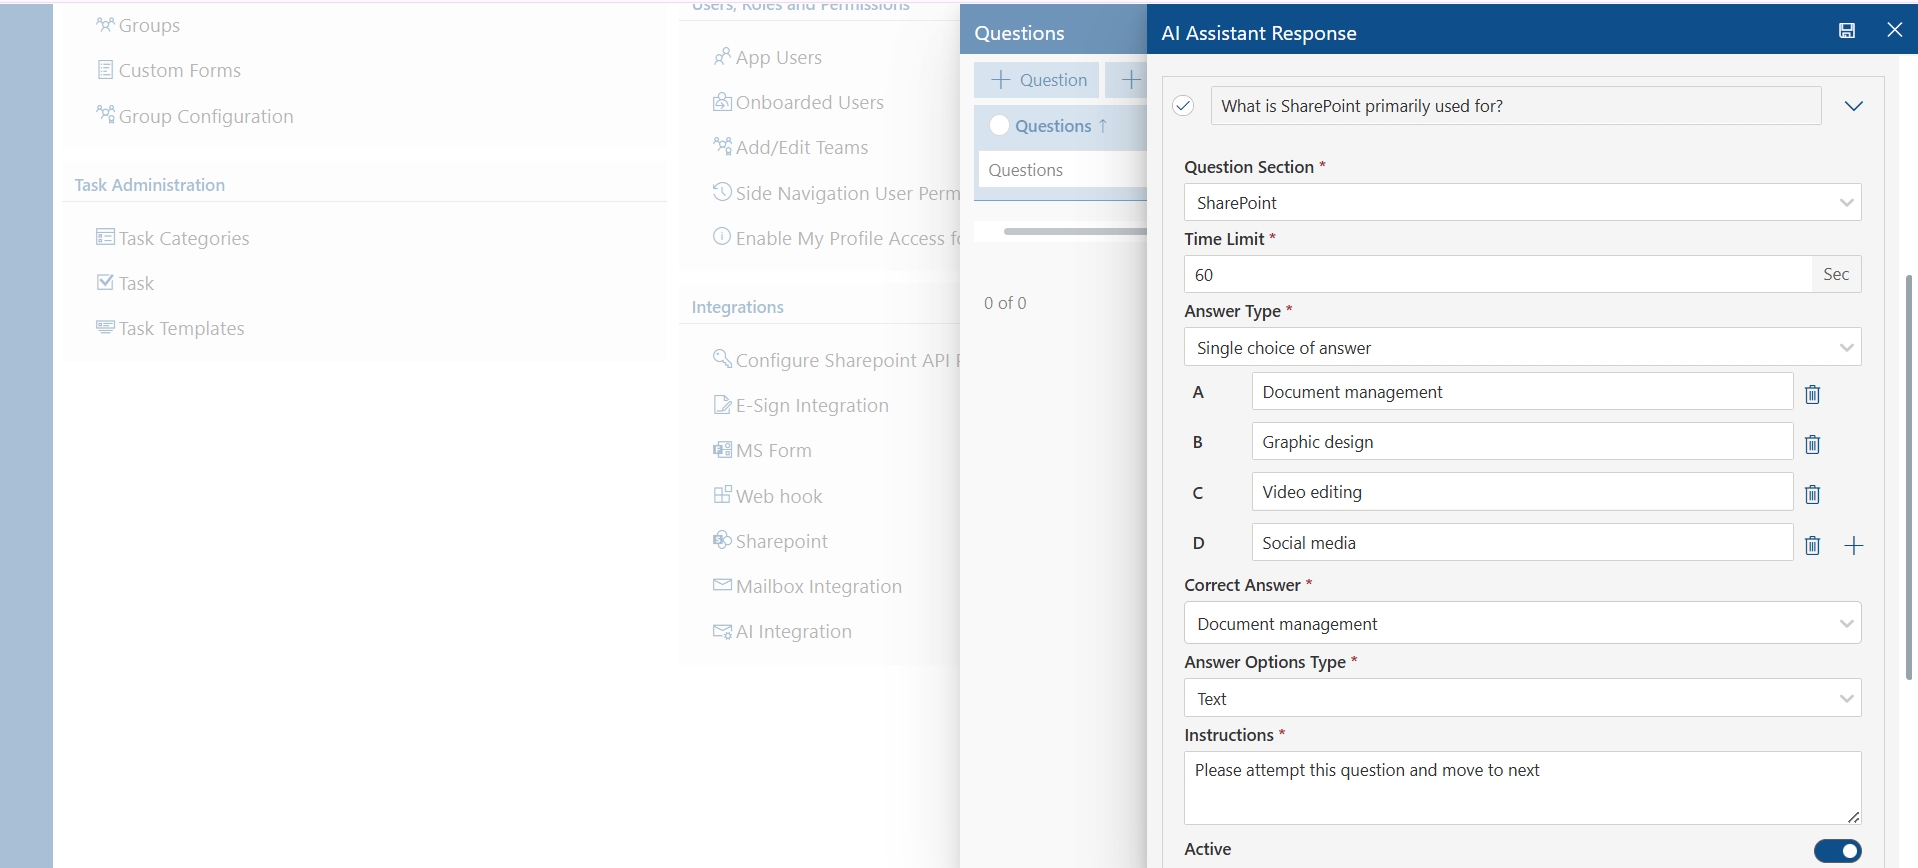 Groups
Custom Forms
Group Configuration
Task Administration
Task Categories
Task
Task Templates
Users, Roles and Permissions
App Users
Onboarded Users
Add/Edit Teams
Side Navigation User Perm
Enable My Profile Access fo
Integrations
Configure Sharepoint API
E-Sign Integration
MS Form
Web hook
Sharepoint
Mailbox Integration
AI Integration
Questions
Question
Questions ↑
Questions
0 of 0
AI Assistant Response
What is SharePoint primarily used for?
Question Section *
SharePoint
Time Limit *
60 Sec
Answer Type *
Single choice of answer
A Document management
B Graphic design
C Video editing
D Social media
Correct Answer *
Document management
Answer Options Type *
Text
Instructions *
Please attempt this question and move to next
Active